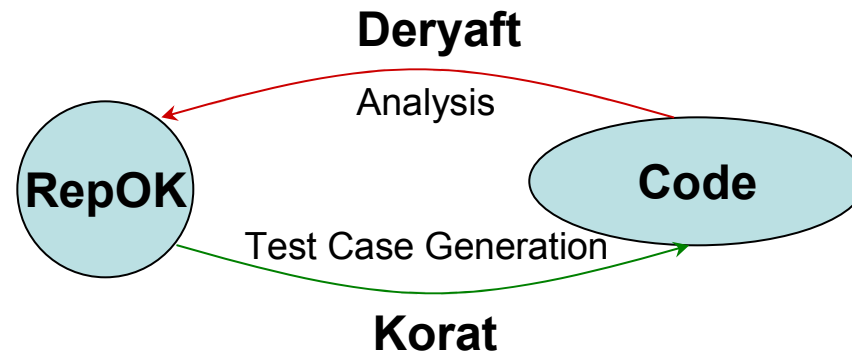 Deryaft
Analysis
RepOK
Code
Test Case Generation
Korat